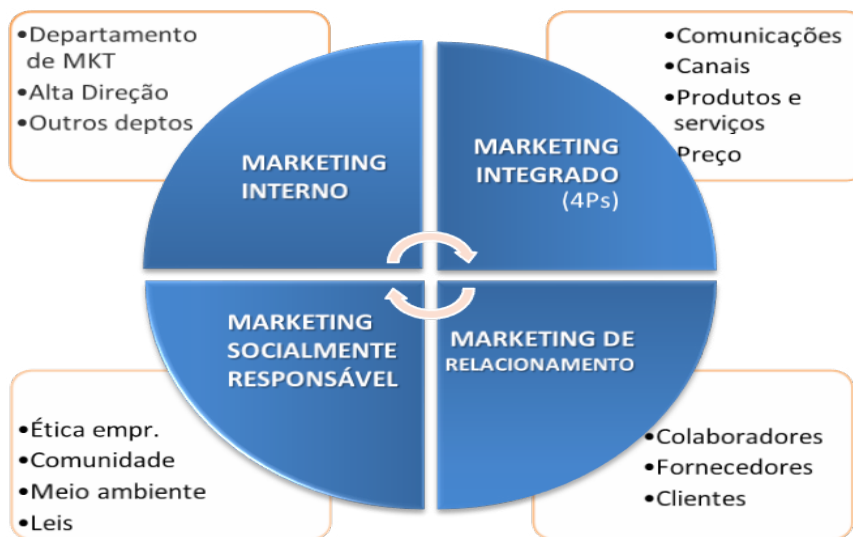 •Departamento
de MKT
•Alta Direção
•Outros deptos
MARKETING
INTERNO
•Comunicações
•Canais
•Produtos e
serviços
•Preço
MARKETING
INTEGRADO
(4Ps)
MARKETING
SOCIALMENTE
RESPONSÁVEL
•Ética empr.
•Comunidade
•Meio ambiente
•Leis
MARKETING DE
RELACIONAMENTO
•Colaboradores
•Fornecedores
•Clientes